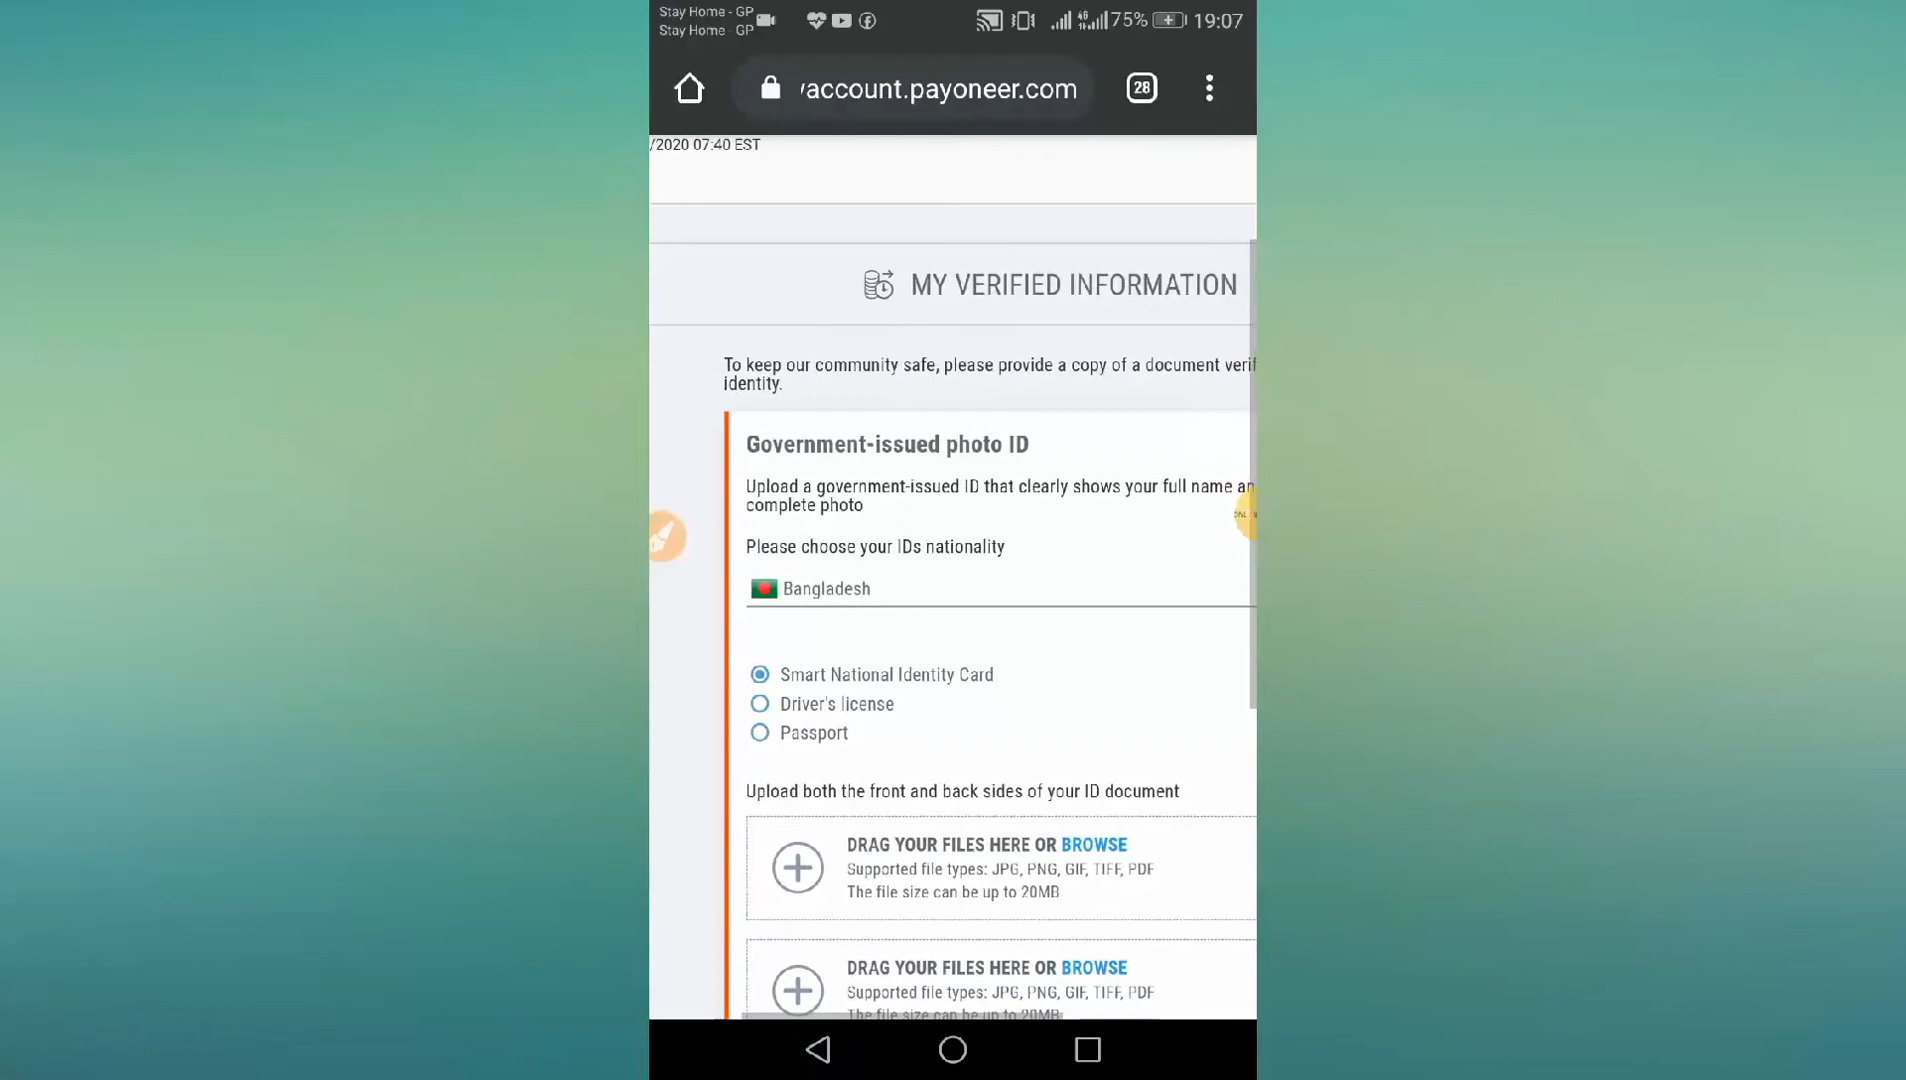 Stay Home - GP
Stay Home - GP
75%
19:07
account.payoneer.com
28
/2020 07:40 EST
MY VERIFIED INFORMATION
To keep our community safe, please provide a copy of a document verif
identity.
Government-issued photo ID
Upload a government-issued ID that clearly shows your full name an
complete photo
Please choose your IDs nationality
Bangladesh
Smart National Identity Card
Driver's license
Passport
Upload both the front and back sides of your ID document
DRAG YOUR FILES HERE OR BROWSE
Supported file types: JPG, PNG, GIF, TIFF, PDF
The file size can be up to 20MB
DRAG YOUR FILES HERE OR BROWSE
Supported file types: JPG, PNG, GIF, TIFF, PDF
The file size can be up to 20MB